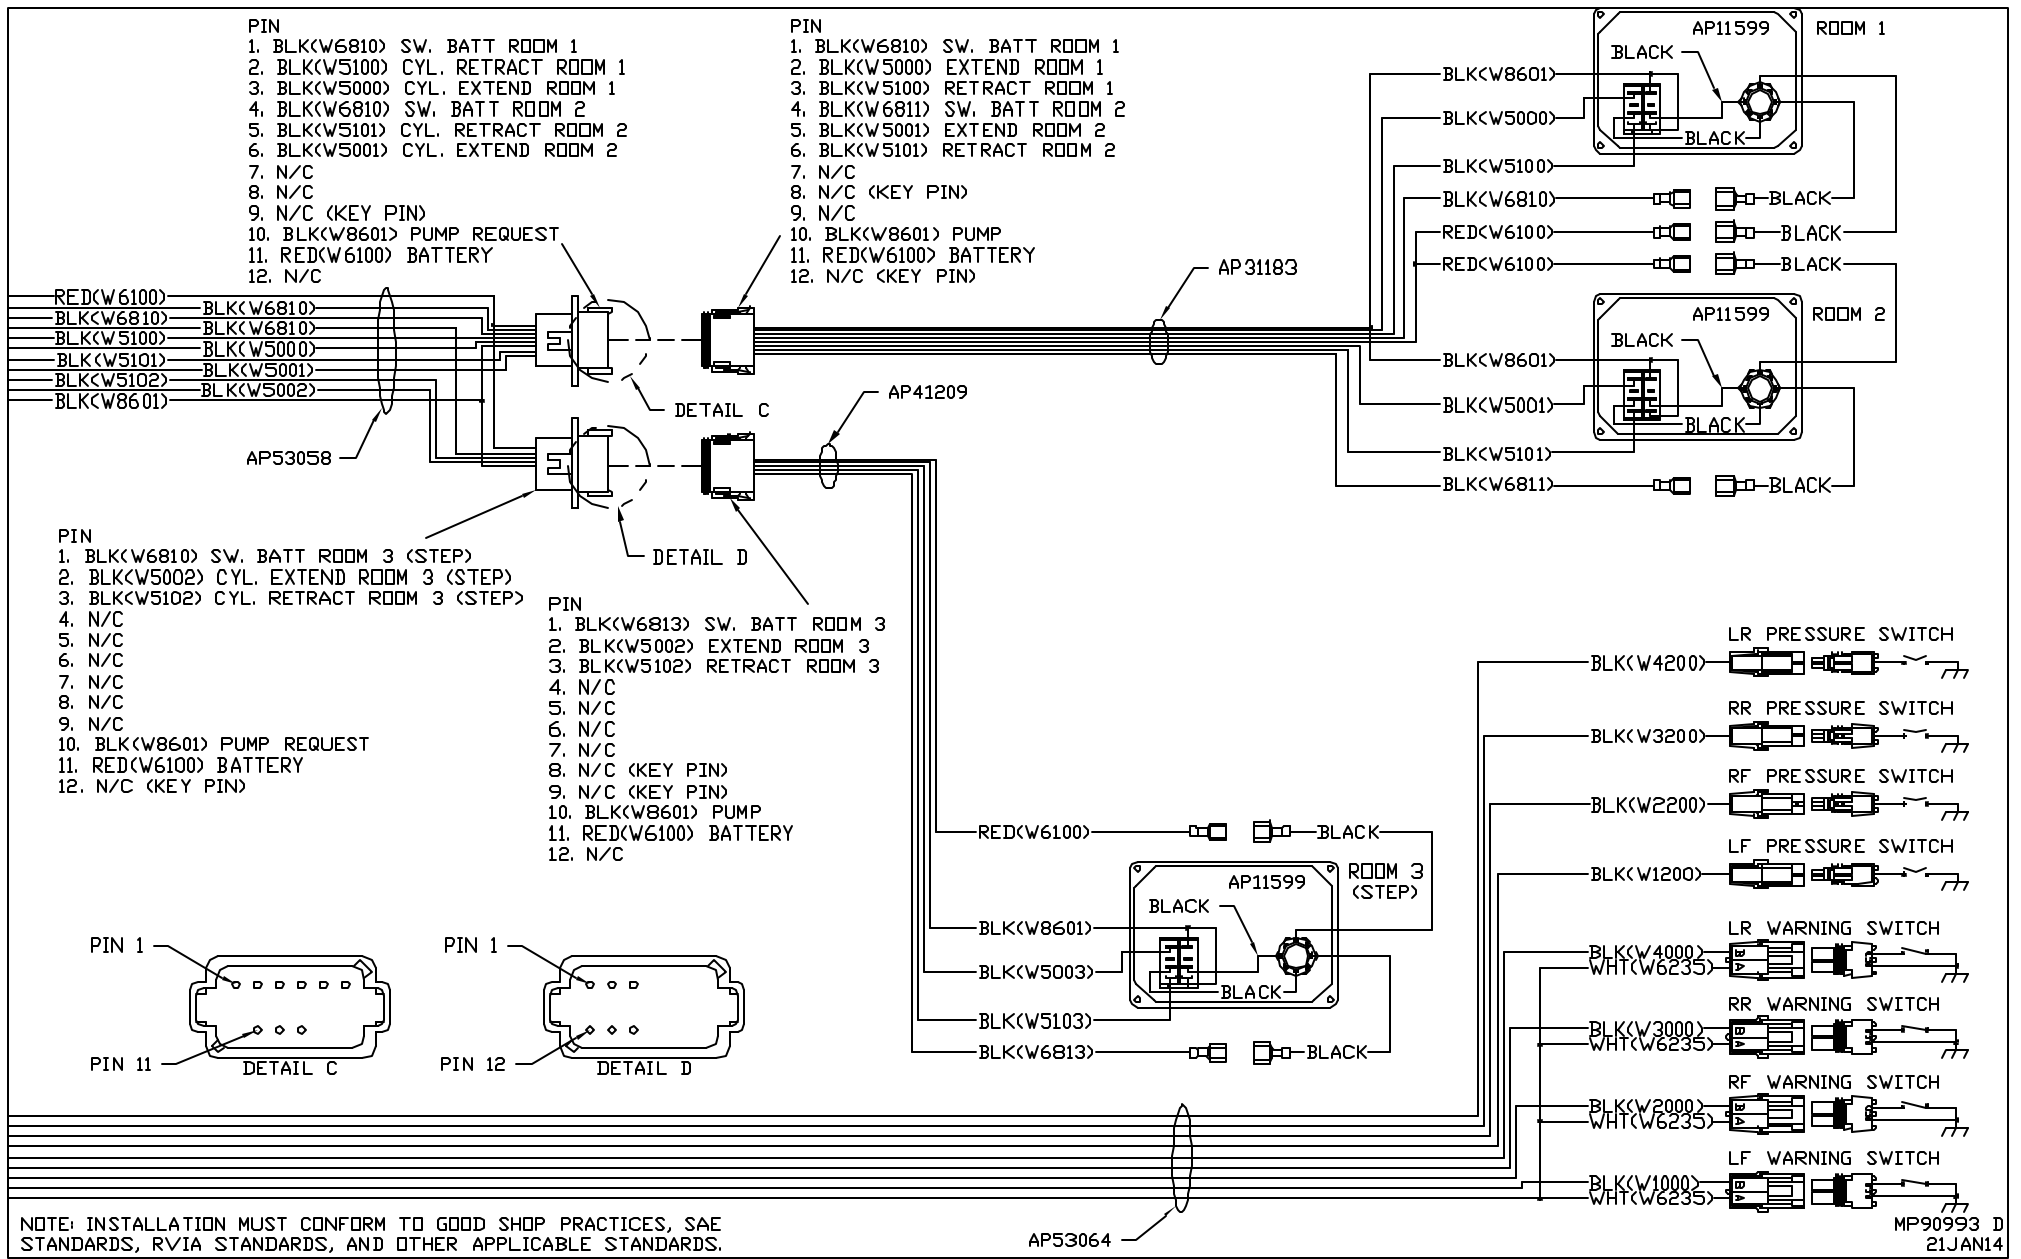 PIN
1. BLK(W6810) SW. BATT ROOM 1
2. BLK(W5100) CYL. RETRACT ROOM 1
3. BLK(W5000) CYL. EXTEND ROOM 1
4. BLK(W6810) SW. BATT ROOM 2
5. BLK(W5101) CYL. RETRACT ROOM 2
6. BLK(W5001) CYL. EXTEND ROOM 2
7. N/C
8. N/C
9. N/C (KEY PIN)
10. BLK(W8601) PUMP REQUEST
11. RED(W6100) BATTERY
12. N/C
PIN
1. BLK(W6810) SW. BATT ROOM 1
2. BLK(W5000) EXTEND ROOM 1
3. BLK(W5100) RETRACT ROOM 1
4. BLK(W6811) SW. BATT ROOM 2
5. BLK(W5001) EXTEND ROOM 2
6. BLK(W5101) RETRACT ROOM 2
7. N/C
8. N/C (KEY PIN)
9. N/C
10. BLK(W8601) PUMP
11. RED(W6100) BATTERY
12. N/C (KEY PIN)
AP11599
ROOM 1
BLACK
BLK(W8601)
BLK(W5000)
BLACK
BLK(W5100)
BLK(W6810)
BLACK
RED(W6100)
BLACK
RED(W6100)
BLACK
AP31183
AP11599
ROOM 2
BLACK
BLK(W8601)
BLK(W5001)
BLACK
BLK(W5101)
BLK(W6811)
BLACK
RED(W6100)
BLK(W6810)
BLK(W6810)
BLK(W6810)
BLK(W5100)
BLK(W5000)
BLK(W5101)
BLK(W5001)
BLK(W5102)
BLK(W5002)
BLK(W8601)
AP53058
DETAIL C
AP41209
DETAIL D
PIN
1. BLK(W6810) SW. BATT ROOM 3 (STEP)
2. BLK(W5002) CYL. EXTEND ROOM 3 (STEP)
3. BLK(W5102) CYL. RETRACT ROOM 3 (STEP)
4. N/C
5. N/C
6. N/C
7. N/C
8. N/C
9. N/C
10. BLK(W8601) PUMP REQUEST
11. RED(W6100) BATTERY
12. N/C (KEY PIN)
PIN
1. BLK(W6813) SW. BATT ROOM 3
2. BLK(W5002) EXTEND ROOM 3
3. BLK(W5102) RETRACT ROOM 3
4. N/C
5. N/C
6. N/C
7. N/C
8. N/C (KEY PIN)
9. N/C (KEY PIN)
10. BLK(W8601) PUMP
11. RED(W6100) BATTERY
12. N/C
RED(W6100)
BLACK
AP11599
ROOM 3
(STEP)
BLACK
BLK(W8601)
BLK(W5003)
BLACK
BLK(W5103)
BLK(W6813)
BLACK
LR PRESSURE SWITCH
BLK(W4200)
RR PRESSURE SWITCH
BLK(W3200)
RF PRESSURE SWITCH
BLK(W2200)
LF PRESSURE SWITCH
BLK(W1200)
LR WARNING SWITCH
BLK(W4000)
B
WHT(W6235)
A
RR WARNING SWITCH
BLK(W3000)
B
WHT(W6235)
A
RF WARNING SWITCH
BLK(W2000)
B
WHT(W6235)
A
LF WARNING SWITCH
BLK(W1000)
B
WHT(W6235)
A
PIN 1
PIN 11
DETAIL C
PIN 1
PIN 12
DETAIL D
AP53064
NOTE: INSTALLATION MUST CONFORM TO GOOD SHOP PRACTICES, SAE
STANDARDS, RVIA STANDARDS, AND OTHER APPLICABLE STANDARDS.
MP90993 D
21JAN14